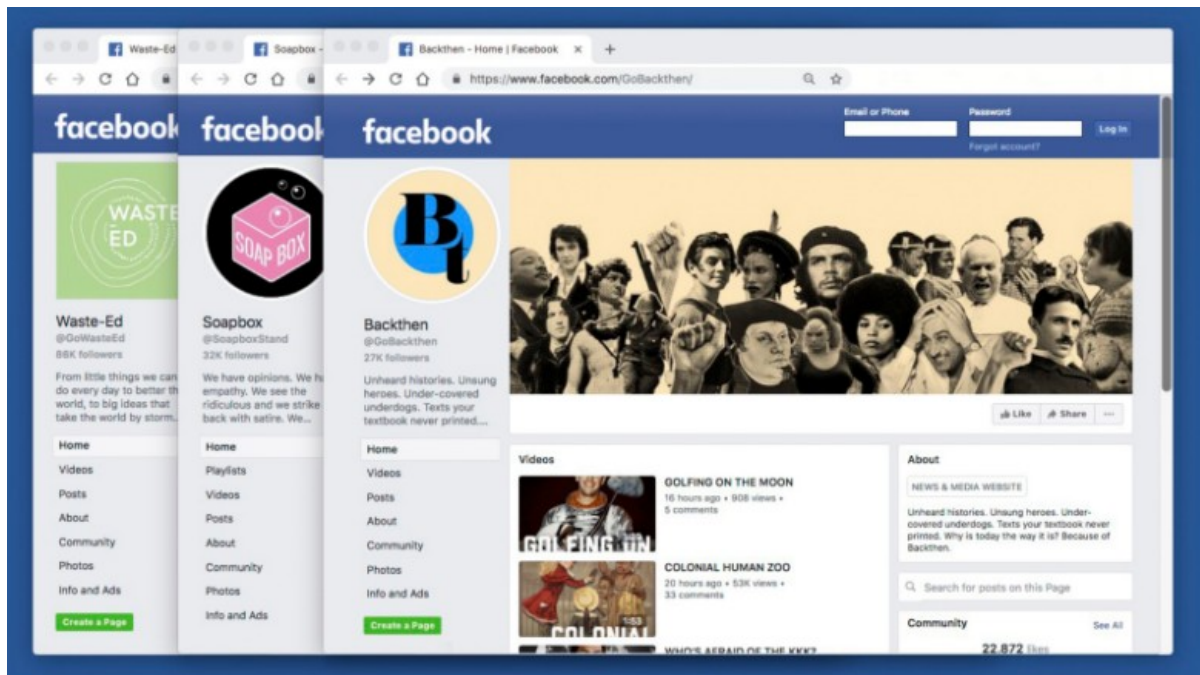 Waste-Ed
Soapbox -
Backthen - Home | Facebook
https://www.facebook.com/GoBackthen/
facebook
facebook
facebook
Email or Phone
Password
Log In
Forgot account?
WASTE
ED
Waste-Ed
@GoWasteEd
86K followers
From little things we can
do every day to better th
world, to big ideas that
take the world by storm...
Home
Videos
Posts
About
Community
Photos
Info and Ads
Create a Page
SOAP BOX
Soapbox
@SoapboxStand
32K followers
We have opinions. We ha
empathy. We see the
ridiculous and we strike
back with satire. We...
Home
Playlists
Videos
Posts
About
Community
Photos
Info and Ads
Bt
Backthen
@GoBackthen
27K followers
Unheard histories. Unsung
heroes. Under-covered
underdogs. Texts your
textbook never printed....
Home
Videos
Posts
About
Community
Photos
Info and Ads
Create a Page
Like
Share
Videos
GOLFING ON
GOLFING ON THE MOON
16 hours ago • 908 views •
5 comments
1:53
COLONIAL
COLONIAL HUMAN ZOO
20 hours ago • 53K views •
33 comments
WHO'S AFRAID OF THE KKK?
About
NEWS & MEDIA WEBSITE
Unheard histories. Unsung heroes. Under-
covered underdogs. Texts your textbook never
printed. Why is today the way it is? Because of
Backthen.
Search for posts on this Page
Community
See All
22,872 likes